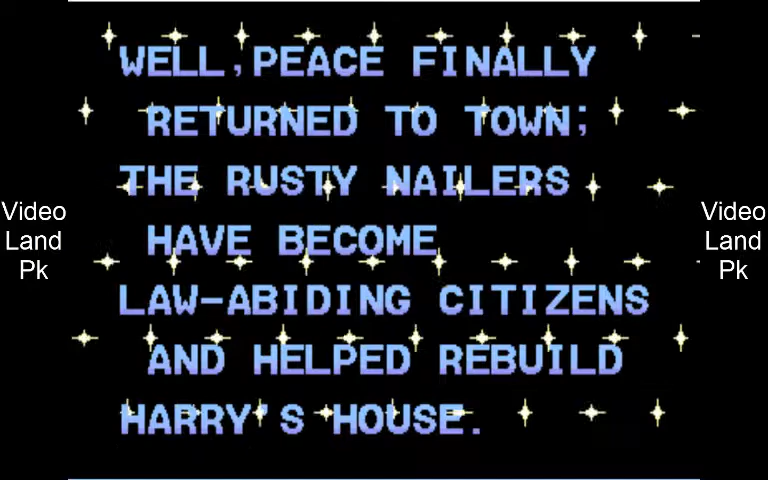 WELL,PEACE FINALLY
RETURNED TO TOWN;
THE RUSTY NAILERS
HAVE BECOME
LAW-ABIDING CITIZENS
AND HELPED REBUILD
HARRY'S HOUSE.
Video
Land
Pk
Video
Land
Pk